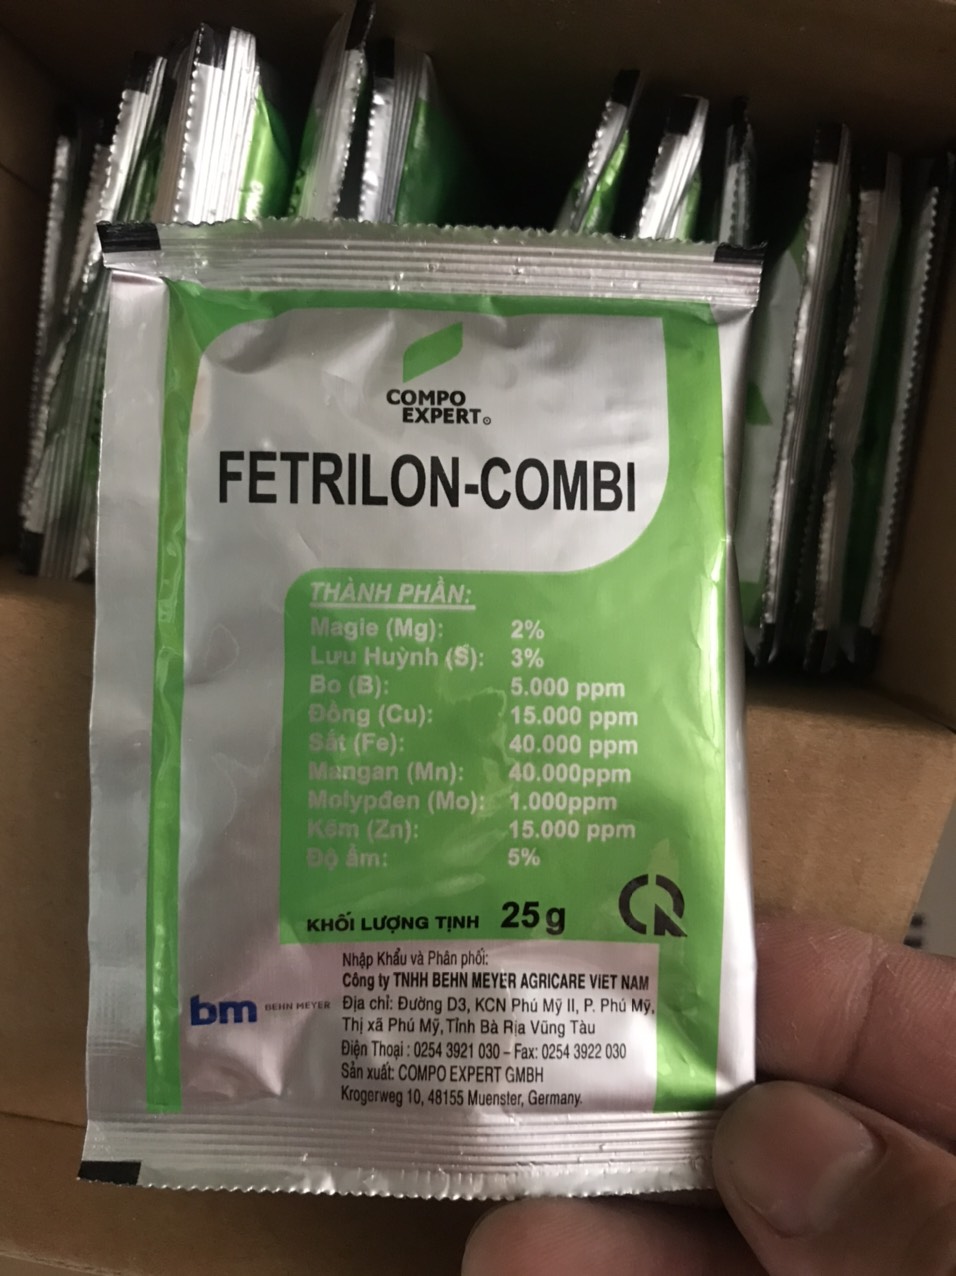 COMPO
EXPERT®
FETRILON-COMBI
THÀNH PHẦN:
Magie (Mg): 2%
Lưu Huỳnh (S): 3%
Bo (B): 5.000 ppm
Đồng (Cu): 15.000 ppm
Sắt (Fe): 40.000 ppm
Mangan (Mn): 40.000ppm
Molypđen (Mo): 1.000ppm
Kẽm (Zn): 15.000 ppm
Độ ẩm: 5%
KHỐI LƯỢNG TỊNH 25g
Nhập Khẩu và Phân phối:
Công ty TNHH BEHN MEYER AGRICARE VIET NAM
bm BEHN MEYER
Địa chỉ: Đường D3, KCN Phú Mỹ II, P. Phú Mỹ,
Thị xã Phú Mỹ, Tỉnh Bà Rịa Vũng Tàu
Điện Thoại : 0254 3921 030 – Fax: 0254 3922 030
Sản xuất: COMPO EXPERT GMBH
Krogerweg 10, 48155 Muenster, Germany.